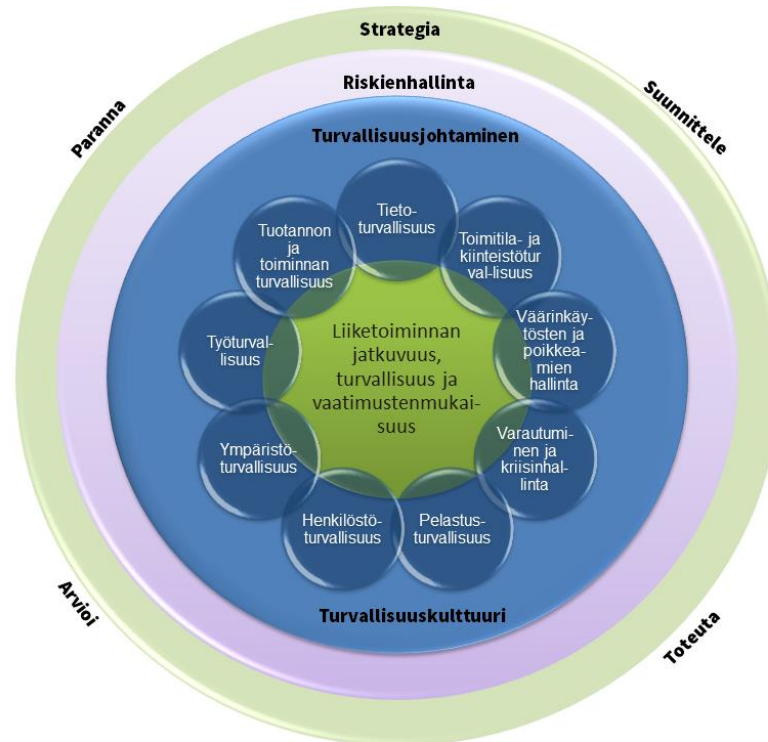 Strategia
Riskienhallinta
Turvallisuusjohtaminen
Paranna
Suunnittele
Tieto-
turvallisuus
Toimitila- ja
kiinteistötur
val-lisuus
Väärinkäy-
tösten ja
poikkea-
mien
hallinta
Varautumi-
nen ja
kriisinhal-
linta
Pelastus-
turvallisuus
Henkilöstö-
turvallisuus
Ympäristö-
turvallisuus
Työturval-
lisuus
Tuotannon
ja
toiminnan
turvallisuus
Liiketoiminnan
jatkuvuus,
turvallisuus ja
vaatimustenmukai-
suus
Turvallisuuskulttuuri
Arvioi
Toteuta